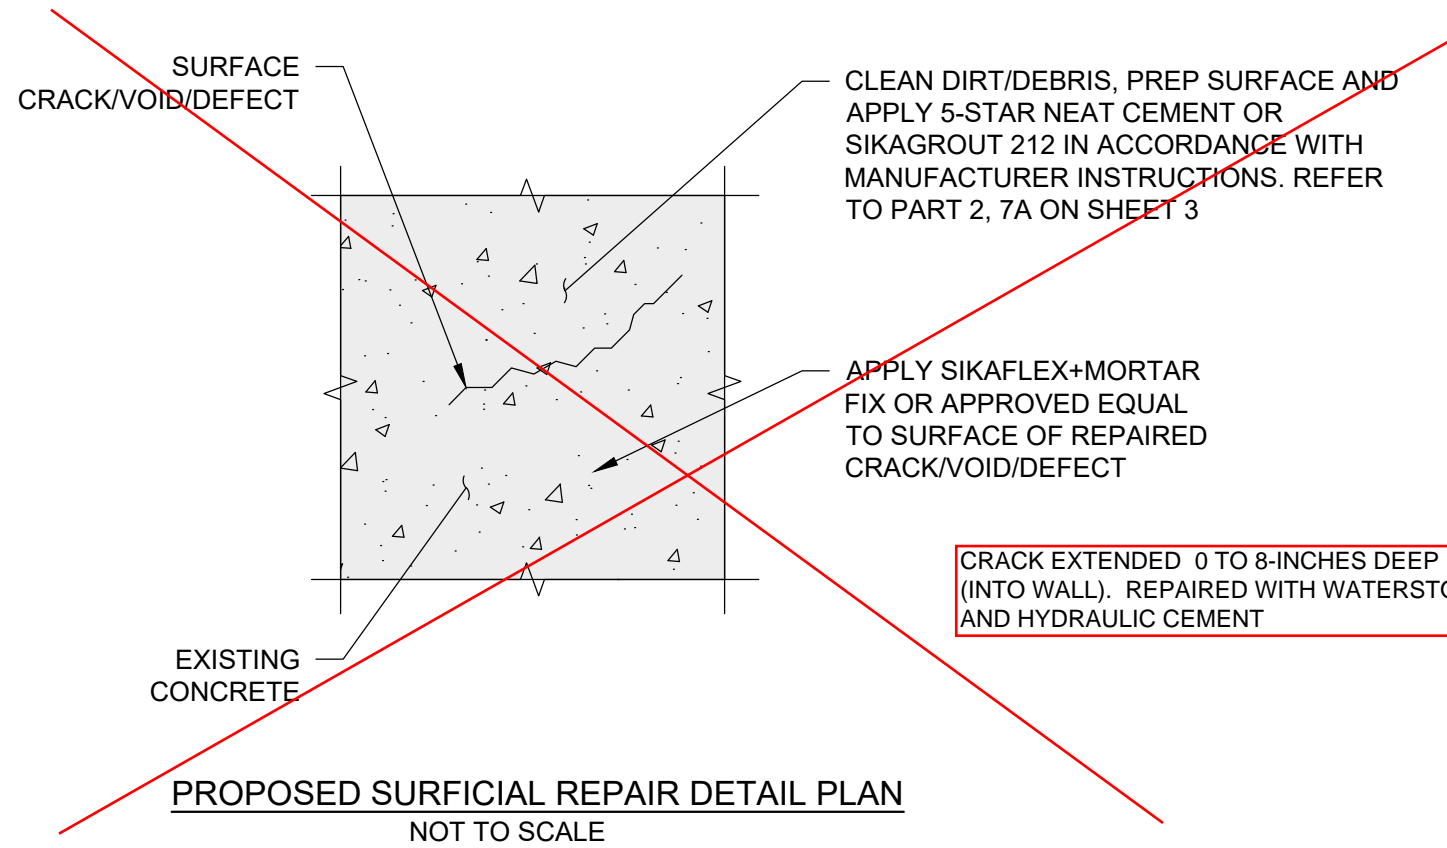 SURFACE
CRACK/VOID/DEFECT
CLEAN DIRT/DEBRIS, PREP SURFACE AND
APPLY 5-STAR NEAT CEMENT OR
SIKAGROUT 212 IN ACCORDANCE WITH
MANUFACTURER INSTRUCTIONS. REFER
TO PART 2, 7A ON SHEET 3
APPLY SIKAFLEX+MORTAR
FIX OR APPROVED EQUAL
TO SURFACE OF REPAIRED
CRACK/VOID/DEFECT
CRACK EXTENDED 0 TO 8-INCHES DEEP
(INTO WALL). REPAIRED WITH
AND HYDRAULIC CEMENT
EXISTING
CONCRETE
PROPOSED SURFICIAL REPAIR DETAIL PLAN
NOT TO SCALE